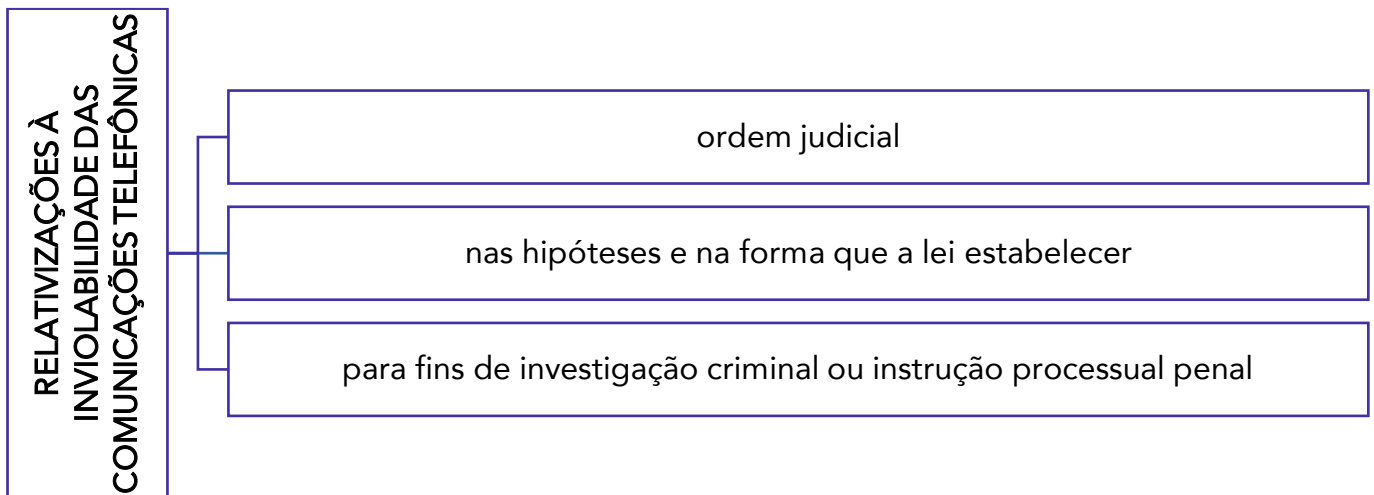 RELATIVIZAÇÕES À
INVIOLABILIDADE DAS
COMUNICAÇÕES TELEFÔNICAS
ordem judicial
nas hipóteses e na forma que a lei estabelecer
para fins de investigação criminal ou instrução processual penal